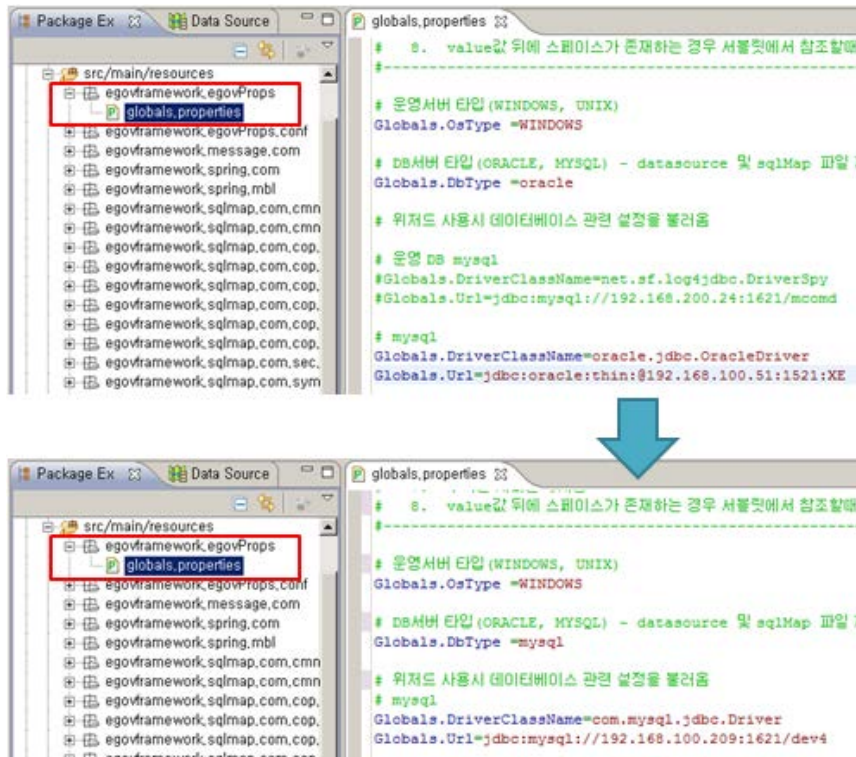 Package Ex Data Source
src/main/resources
egovframework.egovProps
globals.properties
egovframework.egovProps.conf
egovframework.message.com
egovframework.spring.com
egovframework.spring.mbl
egovframework.sqlmap.com.cmn
egovframework.sqlmap.com.cmn
egovframework.sqlmap.com.cop.
egovframework.sqlmap.com.cop.
egovframework.sqlmap.com.cop.
egovframework.sqlmap.com.cop.
egovframework.sqlmap.com.cop.
egovframework.sqlmap.com.cop.
egovframework.sqlmap.com.cop.
egovframework.sqlmap.com.cop.
egovframework.sqlmap.com.sec.
egovframework.sqlmap.com.sym
globals.properties
# 8. value값 뒤에 스페이스가 존재하는 경우 서블릿에서 참조할때
#----------------------------------------
# 운영서버 타입(WINDOWS, UNIX)
Globals.OsType =WINDOWS
# DB서버 타입(ORACLE, MYSQL) - datasource 및 sqlMap 파일
Globals.DbType =oracle
# 위저드 사용시 데이터베이스 관련 설정을 불러옴
# 운영 DB mysql
#Globals.DriverClassName=net.sf.log4jdbc.DriverSpy
#Globals.Url=jdbc:mysql://192.168.200.24:1621/mcomd
# mysql
Globals.DriverClassName=oracle.jdbc.OracleDriver
Globals.Url=jdbc:oracle:thin:@192.168.100.51:1521:XE
Package Ex Data Source
src/main/resources
egovframework.egovProps
globals.properties
egovframework.egovProps.conf
egovframework.message.com
egovframework.spring.com
egovframework.spring.mbl
egovframework.sqlmap.com.cmn
egovframework.sqlmap.com.cmn
egovframework.sqlmap.com.cop.
egovframework.sqlmap.com.cop.
egovframework.sqlmap.com.cop.
globals.properties
# 8. value값 뒤에 스페이스가 존재하는 경우 서블릿에서 참조할때
#----------------------------------------
# 운영서버 타입(WINDOWS, UNIX)
Globals.OsType =WINDOWS
# DB서버 타입(ORACLE, MYSQL) - datasource 및 sqlMap 파일
Globals.DbType =mysql
# 위저드 사용시 데이터베이스 관련 설정을 불러옴
# mysql
Globals.DriverClassName=com.mysql.jdbc.Driver
Globals.Url=jdbc:mysql://192.168.100.209:1621/dev4